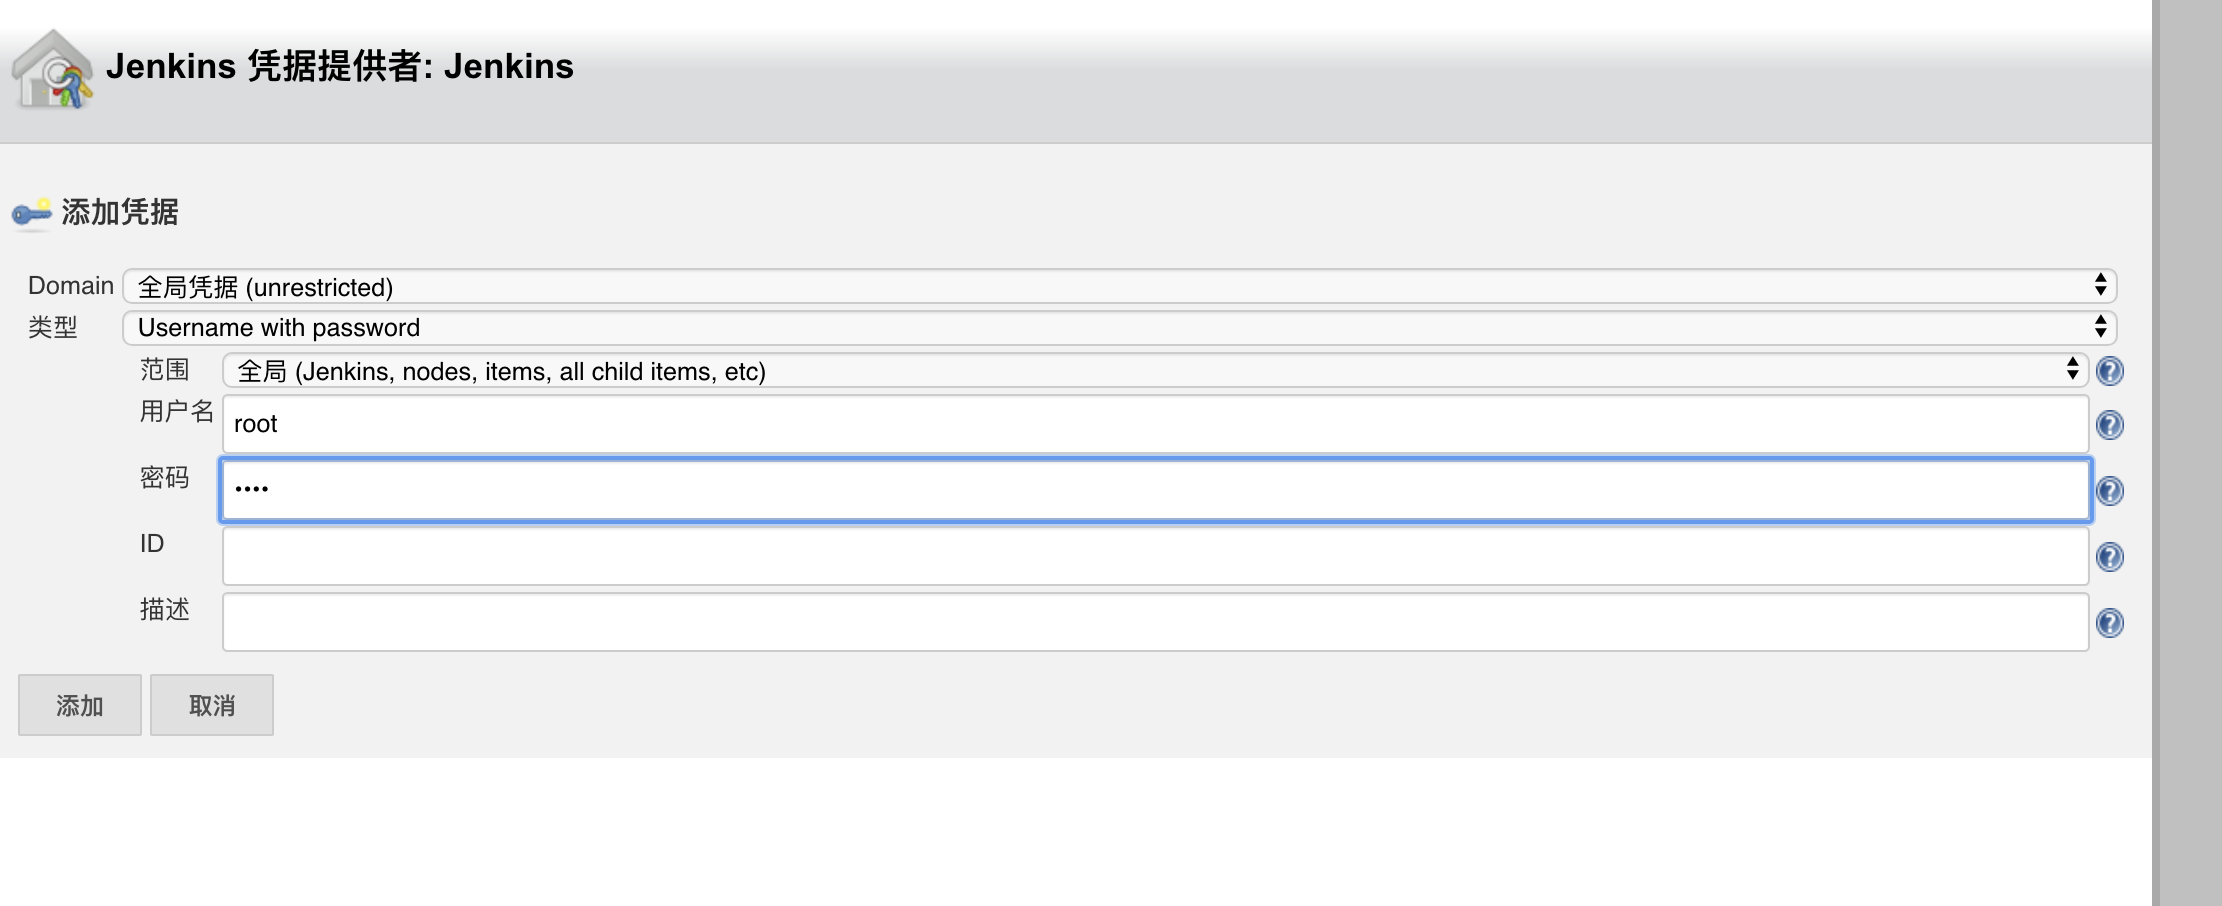 Jenkins 凭据提供者: Jenkins
添加凭据
Domain 全局凭据 (unrestricted)
类型 Username with password
范围 全局 (Jenkins, nodes, items, all child items, etc)
用户名 root
密码 ••••
ID
描述
添加 取消